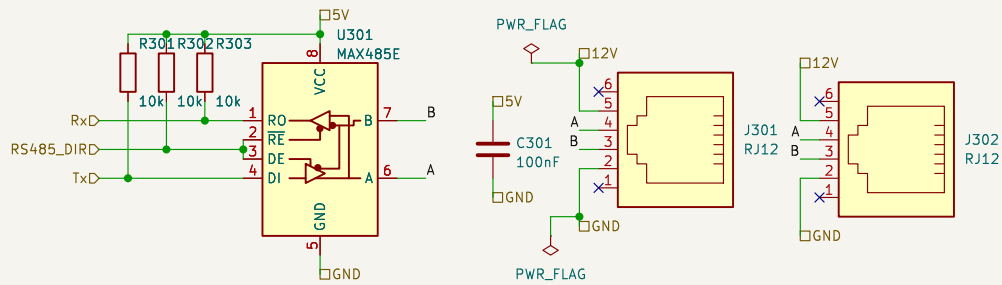 5V
R301
R302
R303
10k
10k
10k
U301
MAX485E
8
VCC
Rx
RS485_DIR
Tx
1
RO
2
RE
3
DE
4
DI
7
B
B
6
A
A
GND
5
GND
5V
C301
100nF
GND
PWR_FLAG
12V
6
5
A
4
B
3
2
1
J301
RJ12
GND
PWR_FLAG
12V
6
5
A
4
B
3
2
1
J302
RJ12
GND